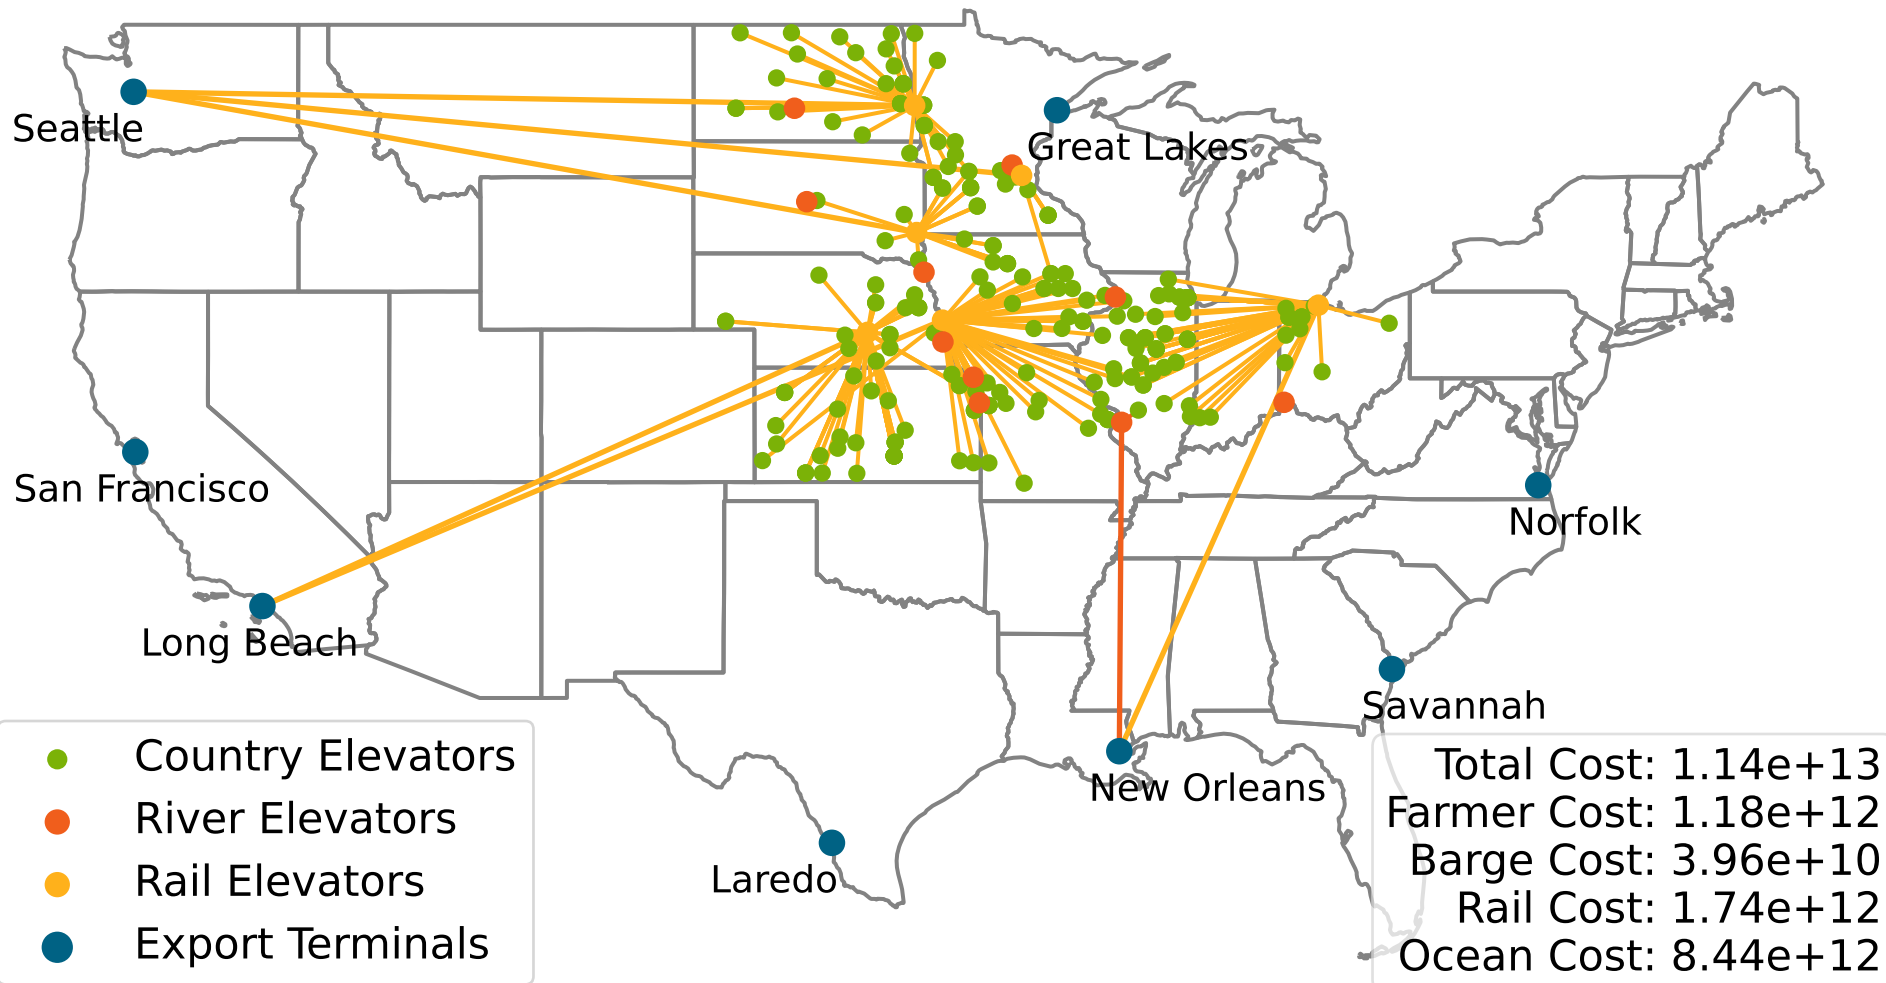 Seattle
Great Lakes
San Francisco
Norfolk
Long Beach
Savannah
New Orleans
Laredo
Country Elevators
River Elevators
Rail Elevators
Export Terminals
Total Cost: 1.14e+13
Farmer Cost: 1.18e+12
Barge Cost: 3.96e+10
Rail Cost: 1.74e+12
Ocean Cost: 8.44e+12